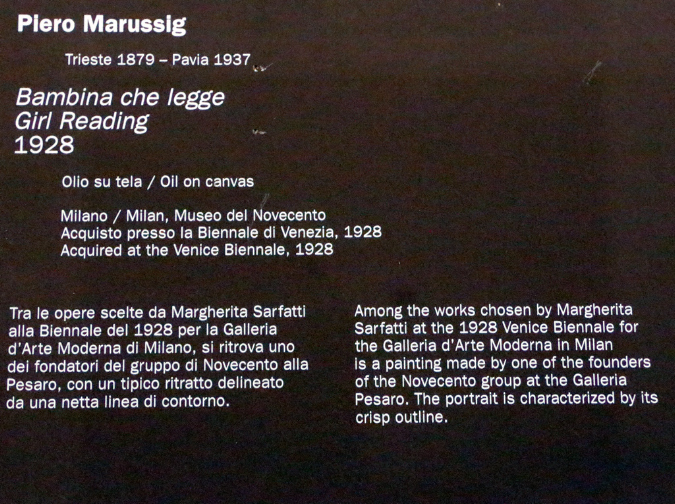 Piero Marussig
Trieste 1879 – Pavia 1937
Bambina che legge
Girl Reading
1928
Olio su tela / Oil on canvas
Milano / Milan, Museo del Novecento
Acquisto presso la Biennale di Venezia, 1928
Acquired at the Venice Biennale, 1928
Tra le opere scelte da Margherita Sarfatti
alla Biennale del 1928 per la Galleria
d'Arte Moderna di Milano, si ritrova uno
dei fondatori del gruppo di Novecento alla
Pesaro, con un tipico ritratto delineato
da una netta linea di contorno.
Among the works chosen by Margherita
Sarfatti at the 1928 Venice Biennale for
the Galleria d'Arte Moderna in Milan
is a painting made by one of the founders
of the Novecento group at the Galleria
Pesaro. The portrait is characterized by its
crisp outline.